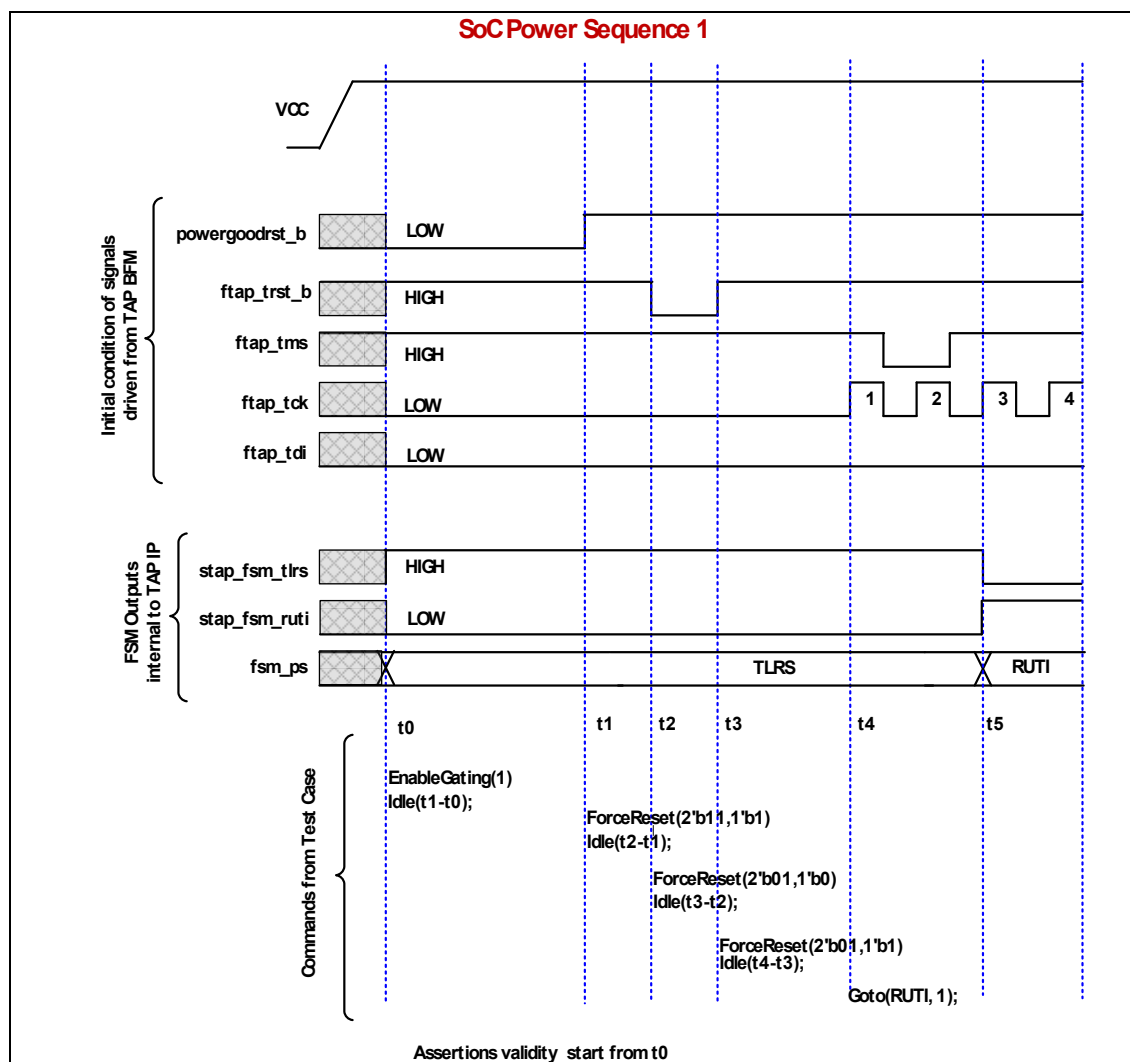 SoC Power Sequence 1
VCC
Initial condition of signals
driven from TAP BFM
powergoodrst_b
LOW
ftap_trst_b
HIGH
ftap_tms
HIGH
ftap_tck
LOW
1
2
3
4
ftap_tdi
LOW
FSM Outputs
internal to TAP IP
stap_fsm_tlrs
HIGH
stap_fsm_ruti
LOW
fsm_ps
TLRS
RUTI
t0
t1
t2
t3
t4
t5
Commands from Test Case
EnableGating(1)
Idle(t1-t0);
ForceReset(2'b11,1'b1)
Idle(t2-t1);
ForceReset(2'b01,1'b0)
Idle(t3-t2);
ForceReset(2'b01,1'b1)
Idle(t4-t3);
Goto(RUTI, 1);
Assertions validity start from t0